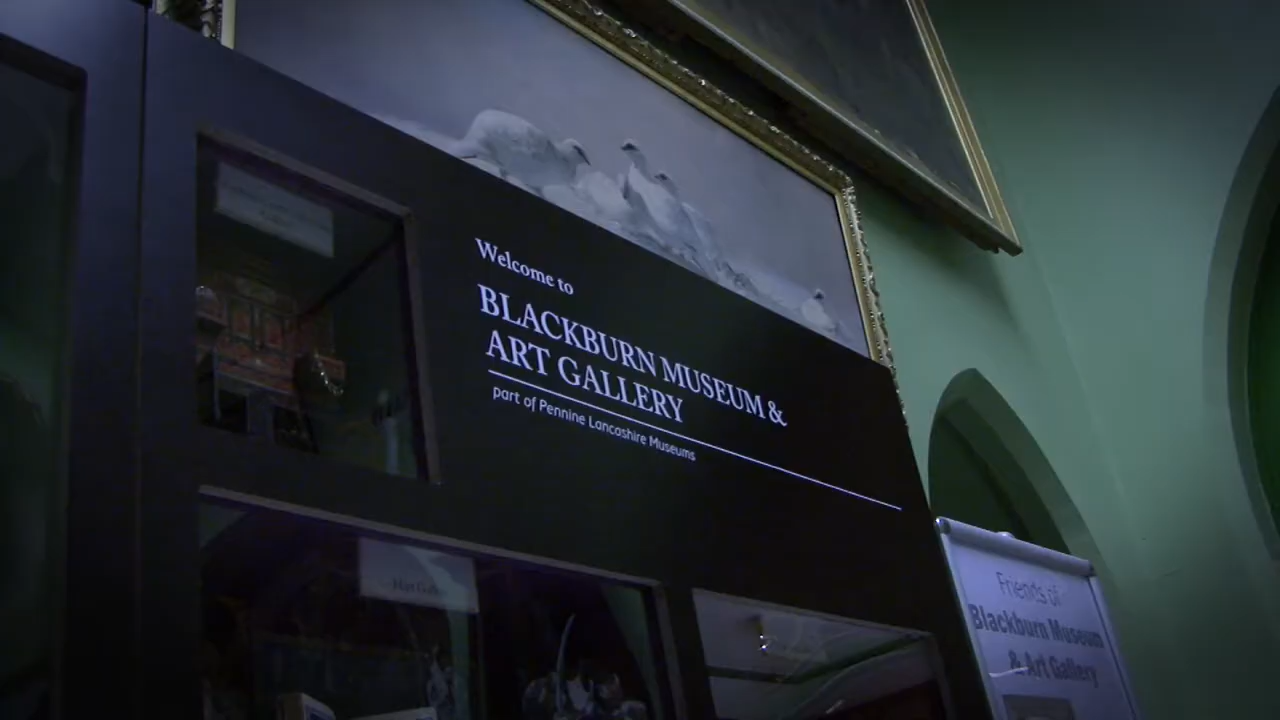 Welcome to
BLACKBURN MUSEUM &
ART GALLERY
part of Pennine Lancashire Museums
Friends of
Blackburn Museum
& Art Gallery